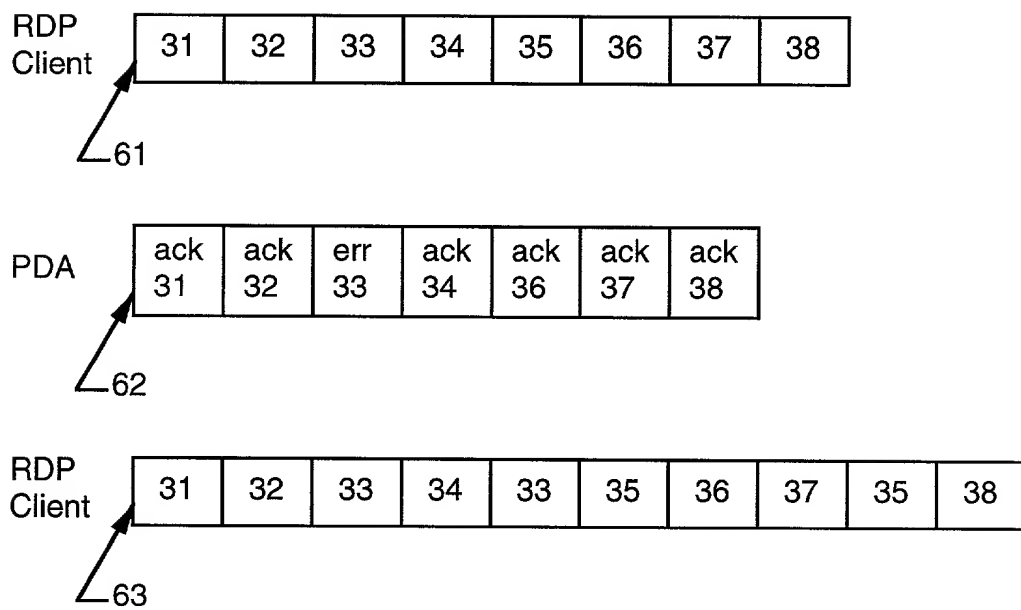 RDP
Client
31 32 33 34 35 36 37 38
61
PDA
ack ack err ack ack ack ack
31 32 33 34 36 37 38
62
RDP
Client
31 32 33 34 33 35 36 37 35 38
63